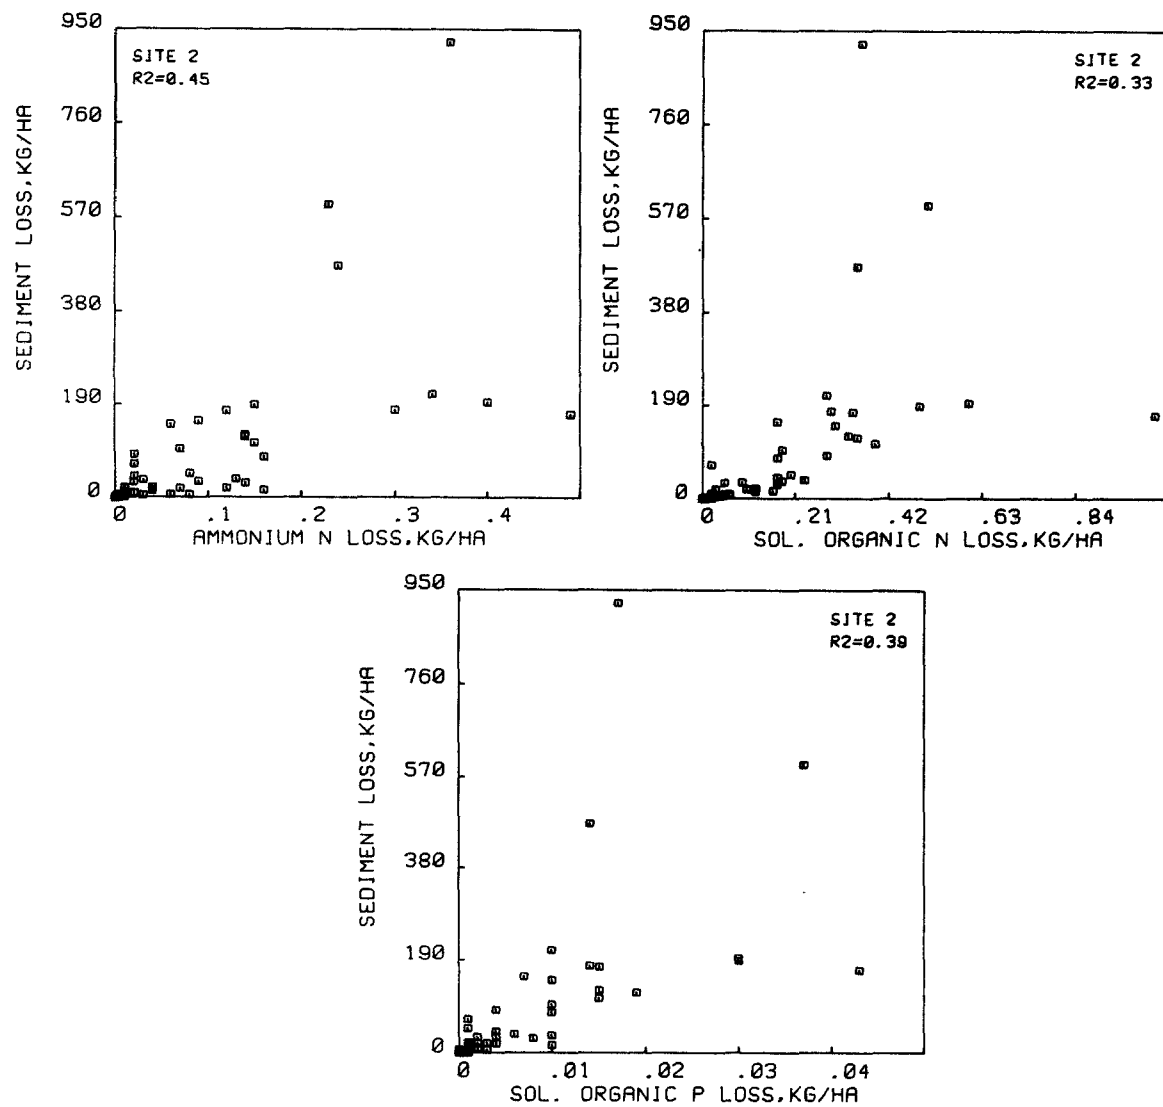 950
SITE 2
R2=0.45
760
570
380
190
0
SEDIMENT LOSS,KG/HA
0 .1 .2 .3 .4
AMMONIUM N LOSS,KG/HA
950
SITE 2
R2=0.33
760
570
380
190
0
SEDIMENT LOSS,KG/HA
0 .21 .42 .63 .84
SOL. ORGANIC N LOSS,KG/HA
950
SITE 2
R2=0.39
760
570
380
190
0
SEDIMENT LOSS,KG/HA
0 .01 .02 .03 .04
SOL. ORGANIC P LOSS,KG/HA